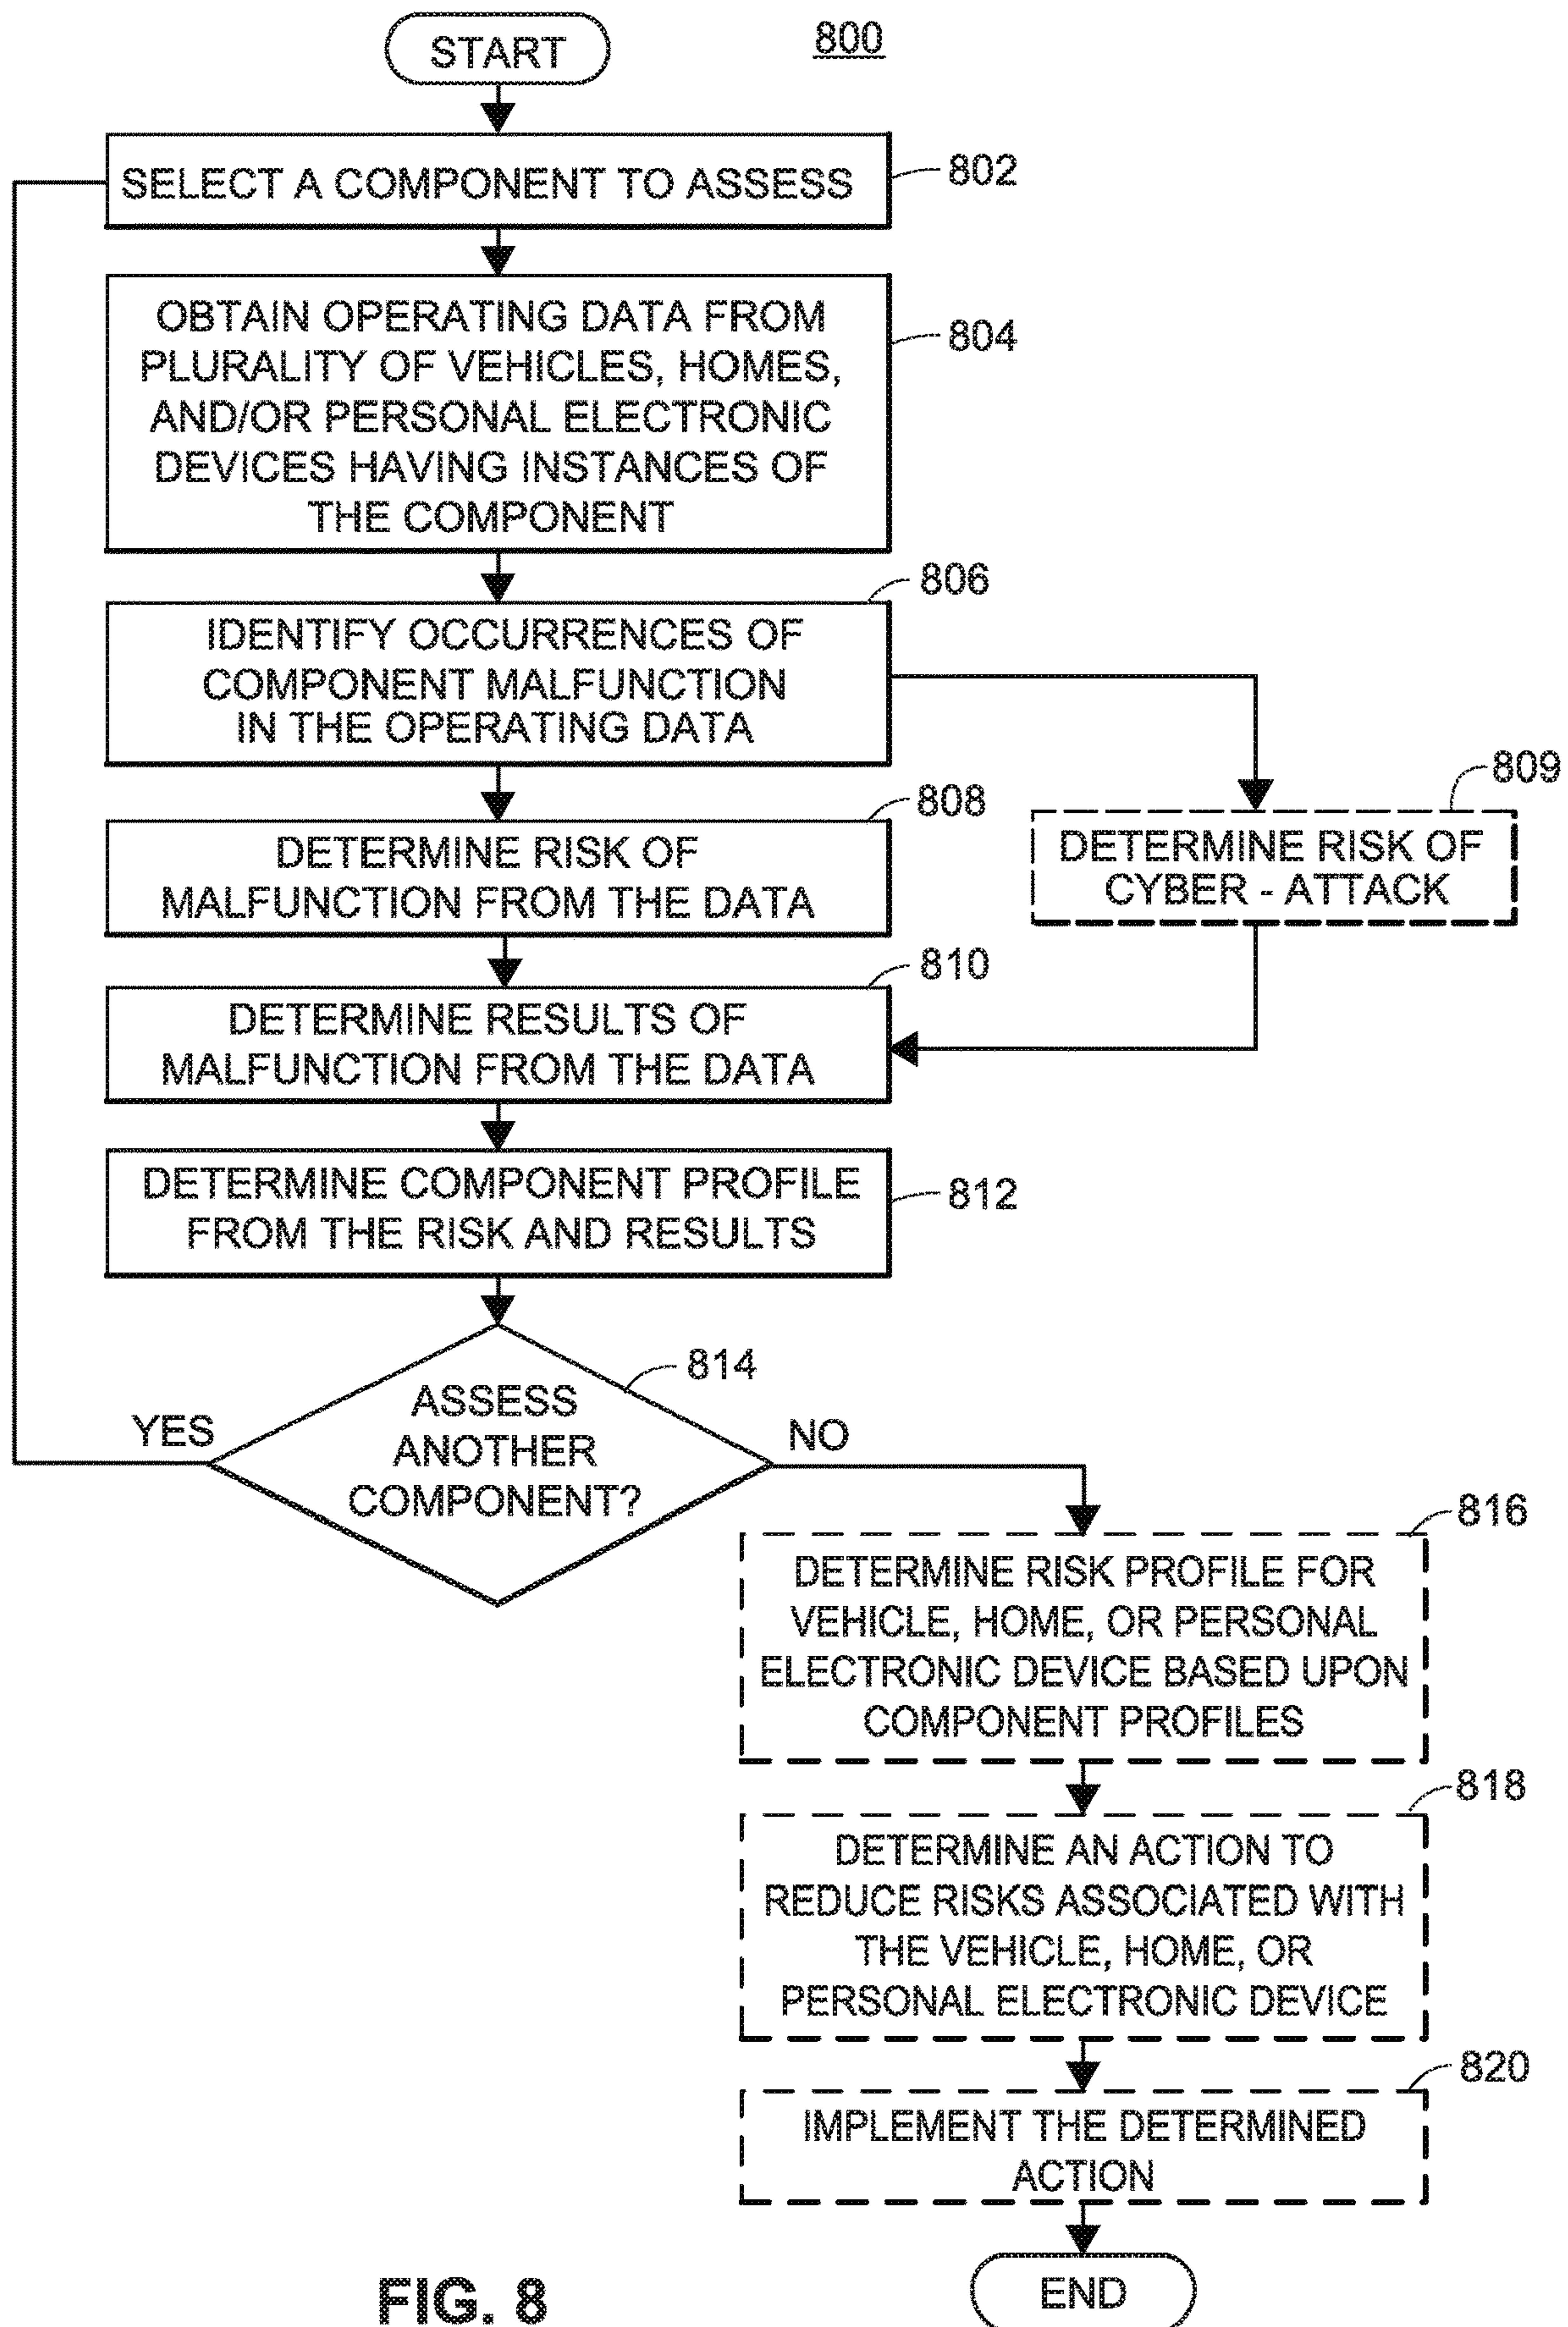 START
800
SELECT A COMPONENT TO ASSESS
802
OBTAIN OPERATING DATA FROM
PLURALITY OF VEHICLES, HOMES,
AND/OR PERSONAL ELECTRONIC
DEVICES HAVING INSTANCES OF
THE COMPONENT
804
IDENTIFY OCCURRENCES OF
COMPONENT MALFUNCTION
IN THE OPERATING DATA
806
DETERMINE RISK OF
MALFUNCTION FROM THE DATA
808
DETERMINE RISK OF
CYBER - ATTACK
809
DETERMINE RESULTS OF
MALFUNCTION FROM THE DATA
810
DETERMINE COMPONENT PROFILE
FROM THE RISK AND RESULTS
812
ASSESS
ANOTHER
COMPONENT?
814
YES
NO
DETERMINE RISK PROFILE FOR
VEHICLE, HOME, OR PERSONAL
ELECTRONIC DEVICE BASED UPON
COMPONENT PROFILES
816
DETERMINE AN ACTION TO
REDUCE RISKS ASSOCIATED WITH
THE VEHICLE, HOME, OR
PERSONAL ELECTRONIC DEVICE
818
IMPLEMENT THE DETERMINED
ACTION
820
END
FIG. 8